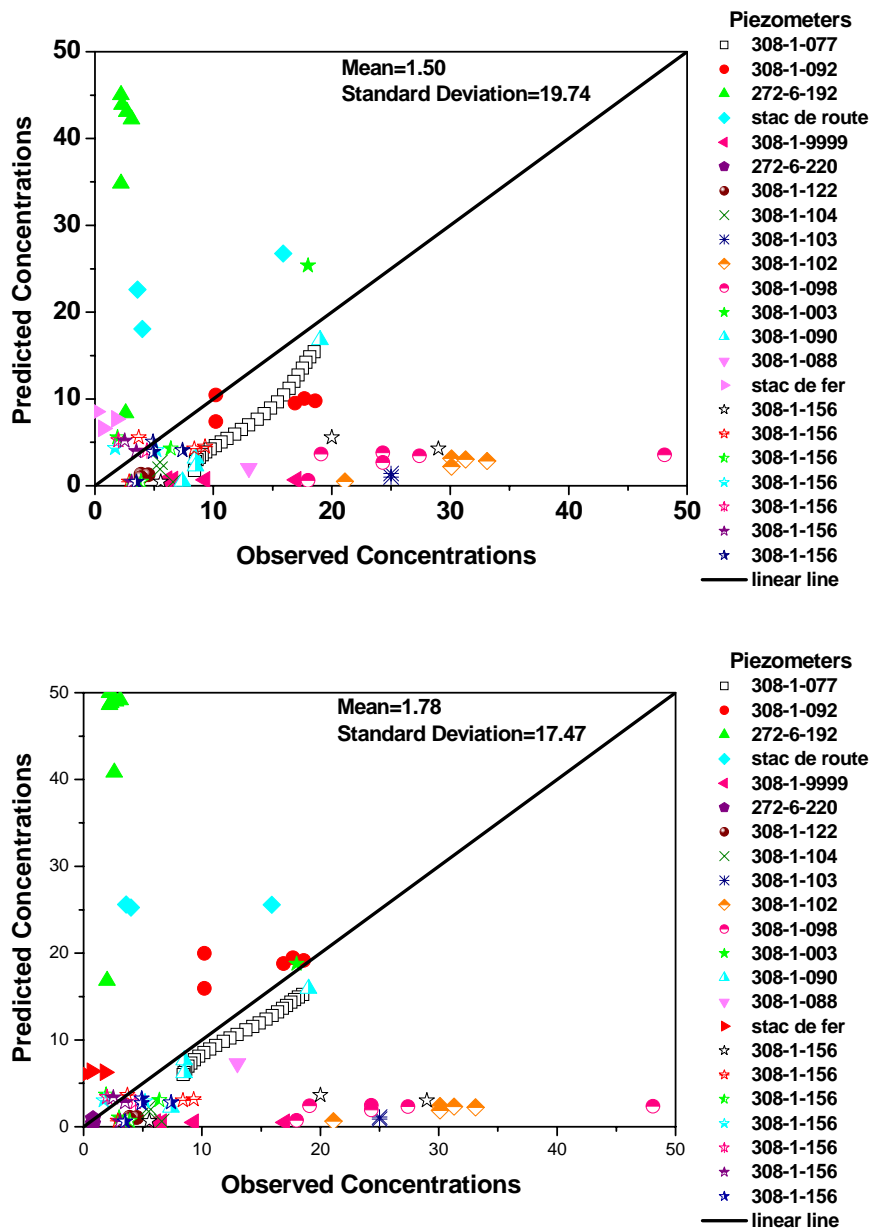 Piezometers
308-1-077
308-1-092
272-6-192
stac de route
308-1-9999
272-6-220
308-1-122
308-1-104
308-1-103
308-1-102
308-1-098
308-1-003
308-1-090
308-1-088
stac de fer
308-1-156
308-1-156
308-1-156
308-1-156
308-1-156
308-1-156
308-1-156
linear line
Mean=1.50
Standard Deviation=19.74
50
40
30
20
10
0
Predicted Concentrations
0 10 20 30 40 50
Observed Concentrations
Piezometers
308-1-077
308-1-092
272-6-192
stac de route
308-1-9999
272-6-220
308-1-122
308-1-104
308-1-103
308-1-102
308-1-098
308-1-003
308-1-090
308-1-088
stac de fer
308-1-156
308-1-156
308-1-156
308-1-156
308-1-156
308-1-156
308-1-156
linear line
Mean=1.78
Standard Deviation=17.47
50
40
30
20
10
0
Predicted Concentrations
0 10 20 30 40 50
Observed Concentrations